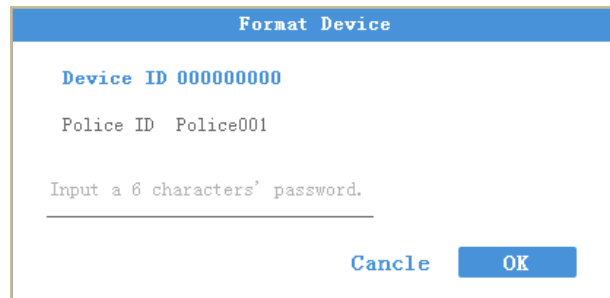 Format Device
Device ID 000000000
Police ID Police001
Input a 6 characters' password.
Cancle OK